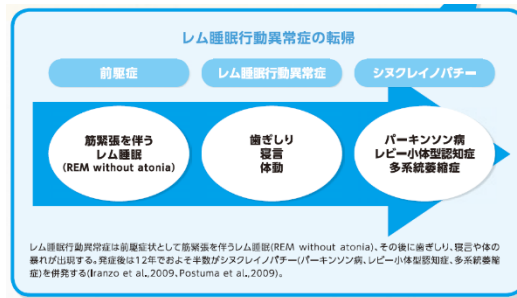 レム睡眠行動異常症の転帰
前駆症
レム睡眠行動異常症
シヌクレイノパチー
筋緊張を伴う
レム睡眠
(REM without atonia)
歯ぎしり
寝言
体動
パーキンソン病
レビー小体型認知症
多系統萎縮症
レム睡眠行動異常症は前駆症状として筋緊張を伴うレム睡眠(REM without atonia)、その後に歯ぎしり、寝言や体の
暴れが出現する。発症後は12年でおよそ半数がシヌクレイノパチー(パーキンソン病、レビー小体型認知症、多系統萎縮
症)を併発する(Iranzo et al.,2009、Postuma et al.,2009)。